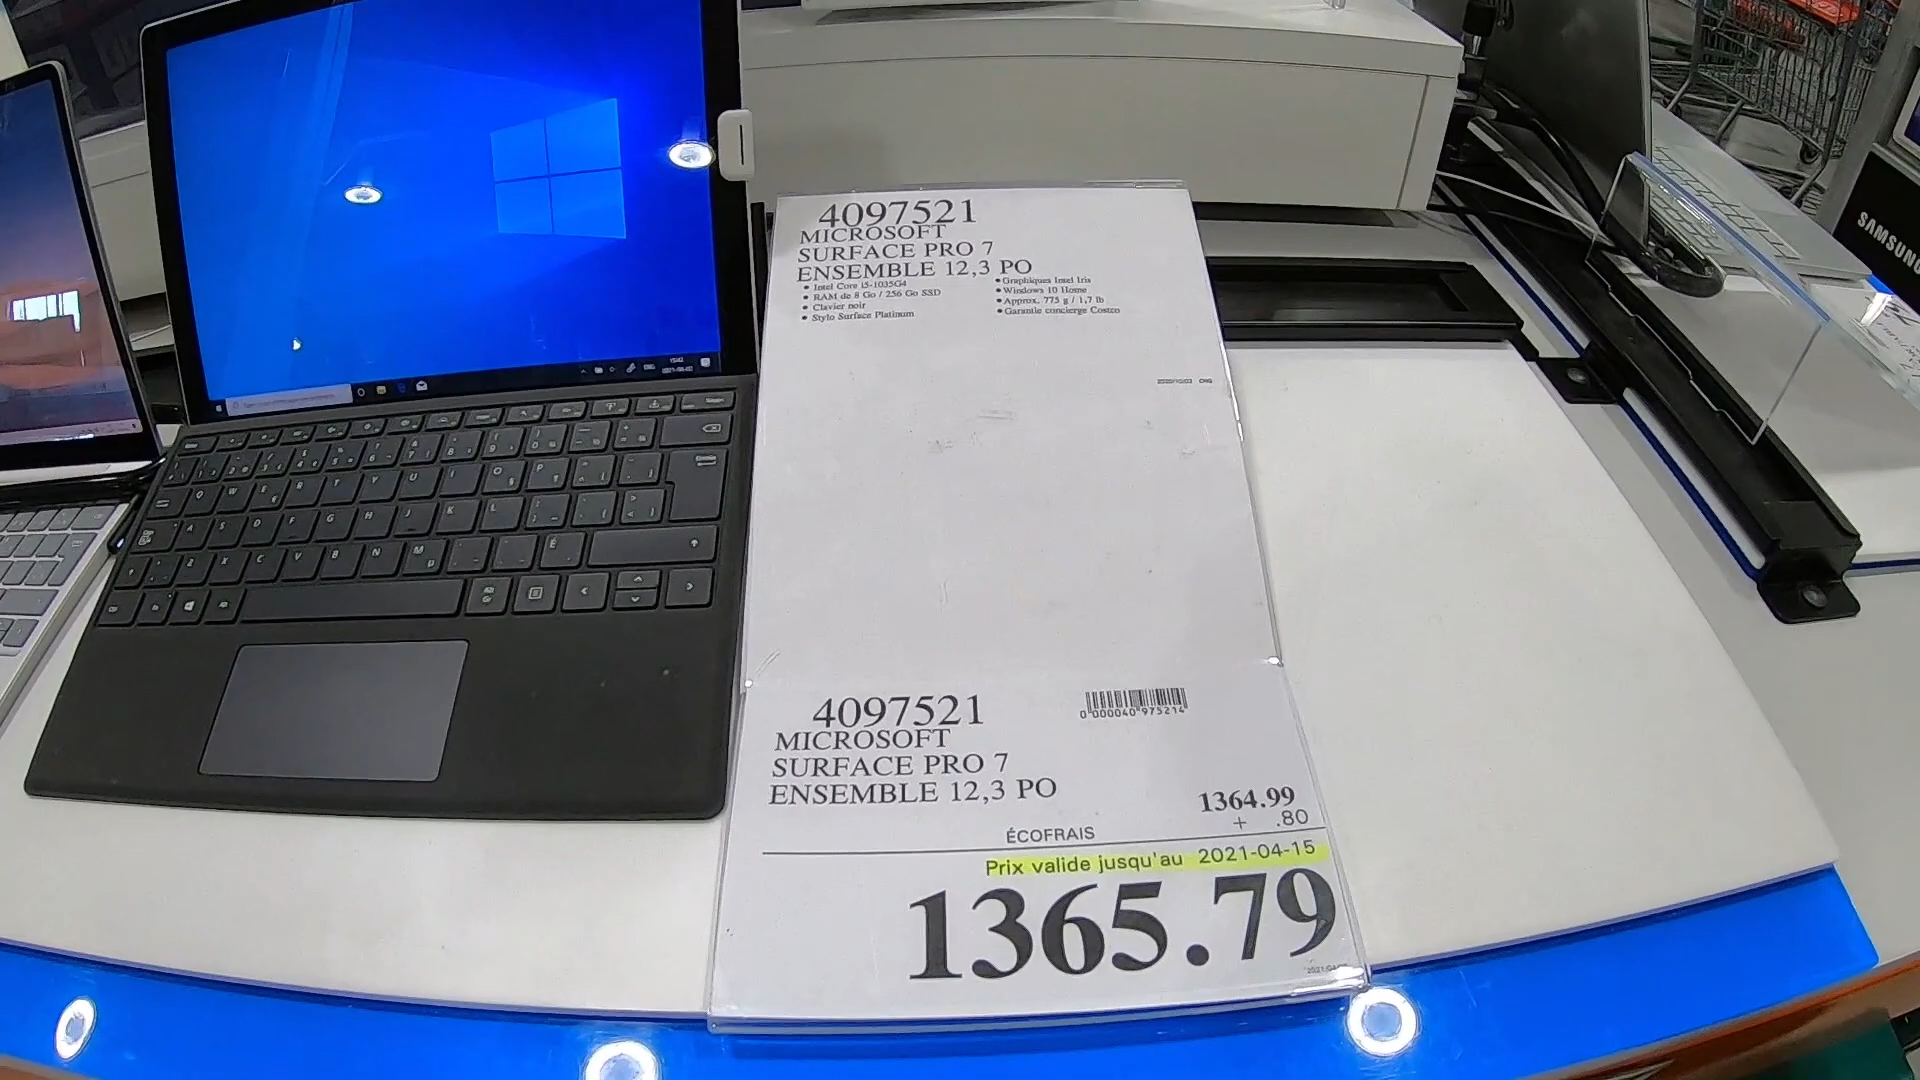 4097521
MICROSOFT
SURFACE PRO 7
ENSEMBLE 12,3 PO
• Intel Core i5-1035G4
• RAM de 8 Go / 256 Go SSD
• Clavier noir
• Stylo Surface Platinum
• Graphiques Intel Iris
• Windows 10 Home
• Approx. 775 g / 1,7 lb
• Garantie concierge Costco
4097521
MICROSOFT
SURFACE PRO 7
ENSEMBLE 12,3 PO
0 000040 975214
1364.99
+ .80
ÉCOFRAIS
Prix valide jusqu'au 2021-04-15
1365.79
SAMSUNG